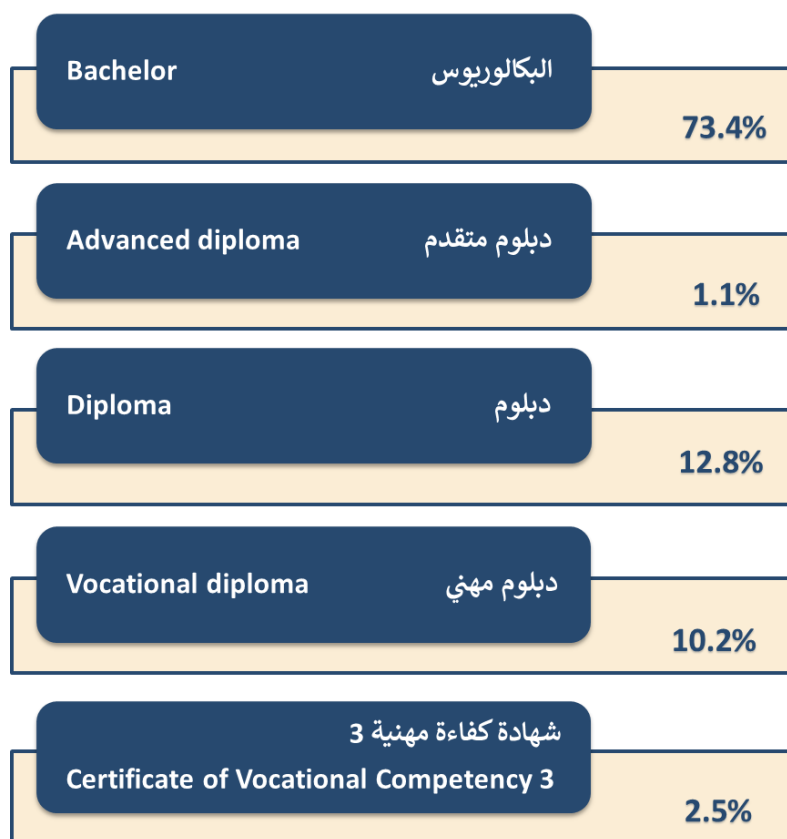 Bachelor البكالوريوس
73.4%
Advanced diploma دبلوم متقدم
1.1%
Diploma دبلوم
12.8%
Vocational diploma دبلوم مهني
10.2%
شهادة كفاءة مهنية 3
Certificate of Vocational Competency 3
2.5%